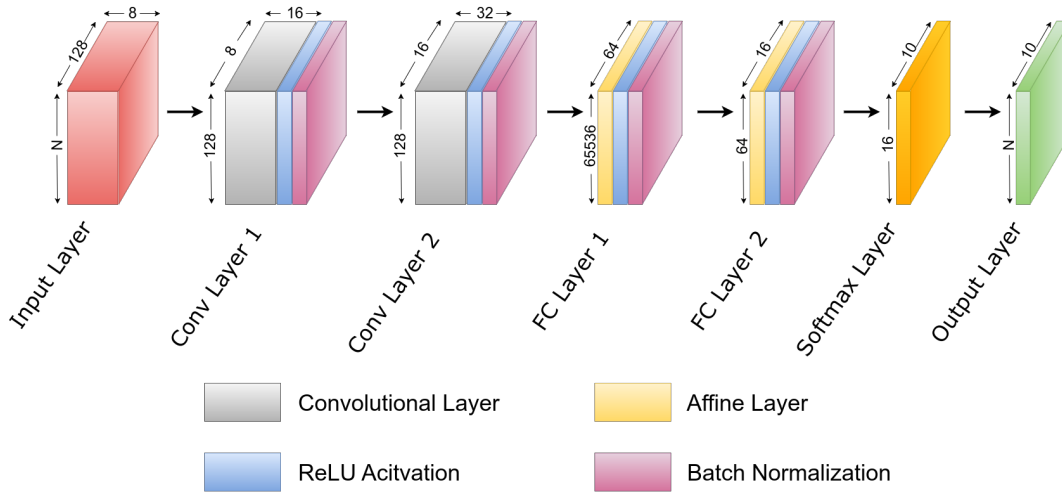 8
128
N
Input Layer
16
8
128
Conv Layer 1
32
16
128
Conv Layer 2
64
65536
FC Layer 1
16
64
FC Layer 2
10
16
Softmax Layer
10
N
Output Layer
Convolutional Layer
Affine Layer
ReLU Acitvation
Batch Normalization